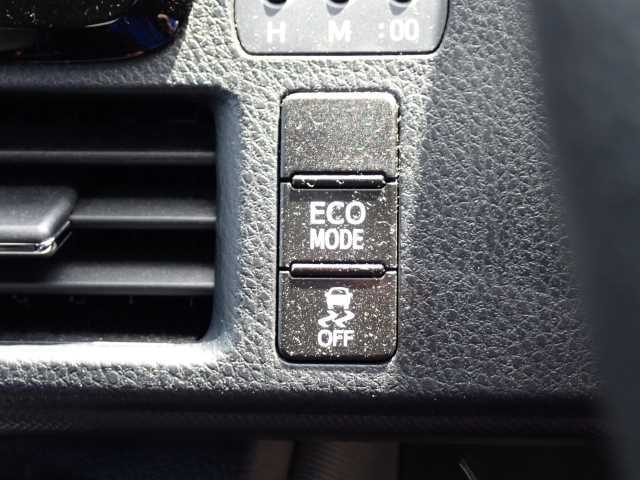 H M :00
ECO
MODE
OFF